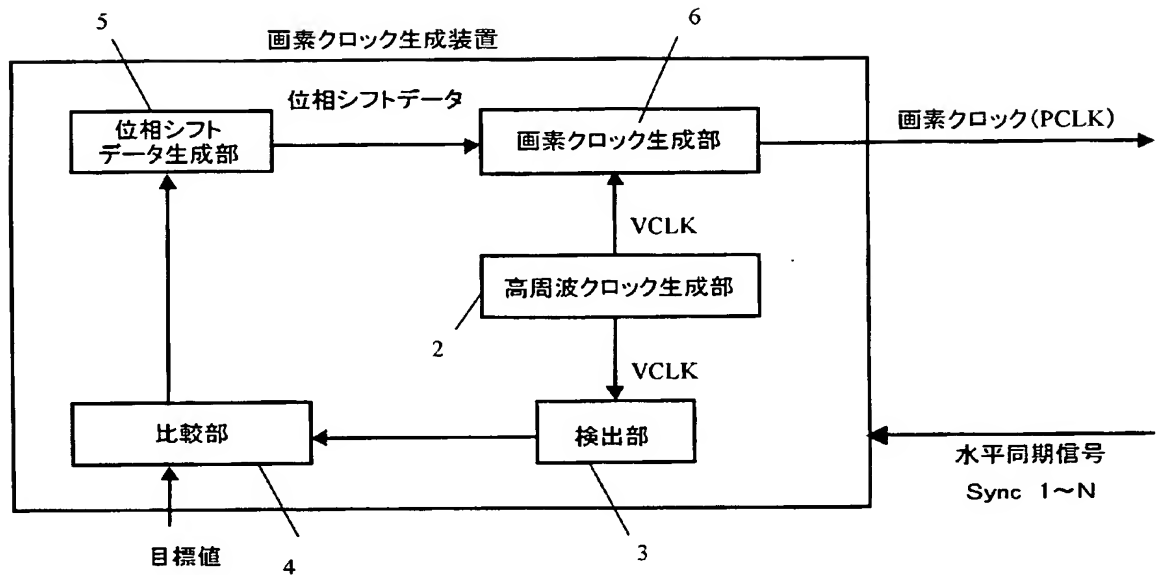 5
画素クロック生成装置
6
位相シフトデータ
位相シフト
データ生成部
画素クロック生成部
画素クロック(PCLK)
VCLK
高周波クロック生成部
2
VCLK
比較部
検出部
水平同期信号
Sync 1～N
目標値
4
3